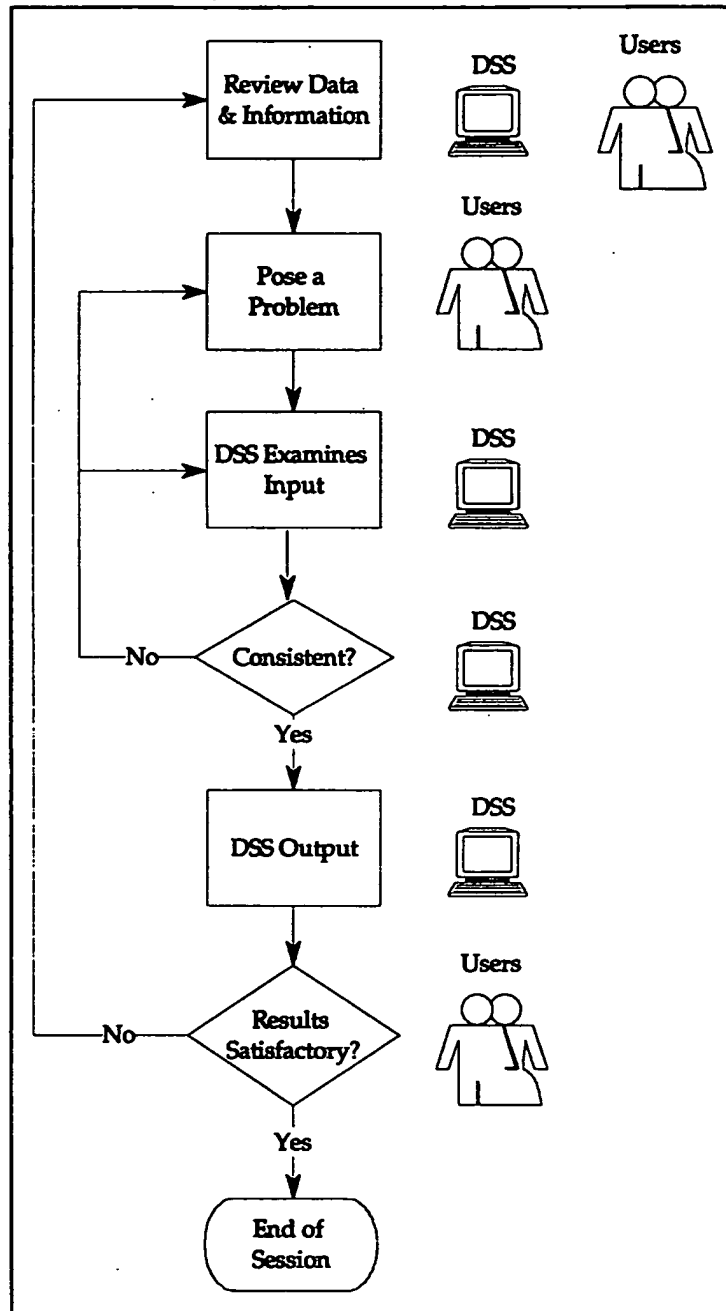 Users
DSS
Review Data
& Information
Users
Pose a
Problem
DSS
DSS Examines
Input
DSS
Consistent?
No
Yes
DSS
DSS Output
Users
Results
Satisfactory?
No
Yes
End of
Session